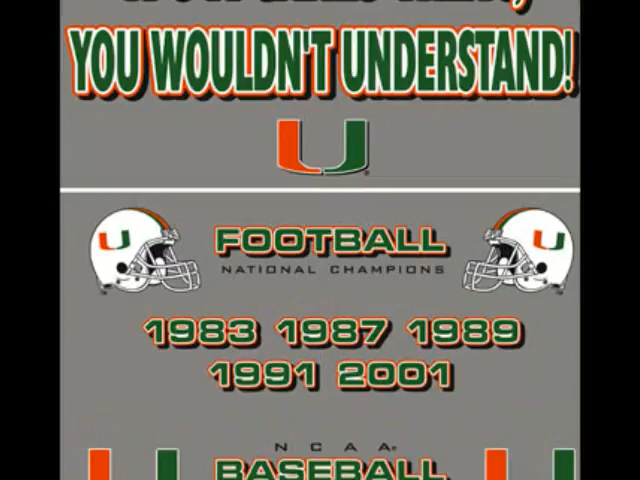 YOU WOULDN'T UNDERSTAND!
U
FOOTBALL
NATIONAL CHAMPIONS
1983 1987 1989
1991 2001
NCAA®
BASEBALL